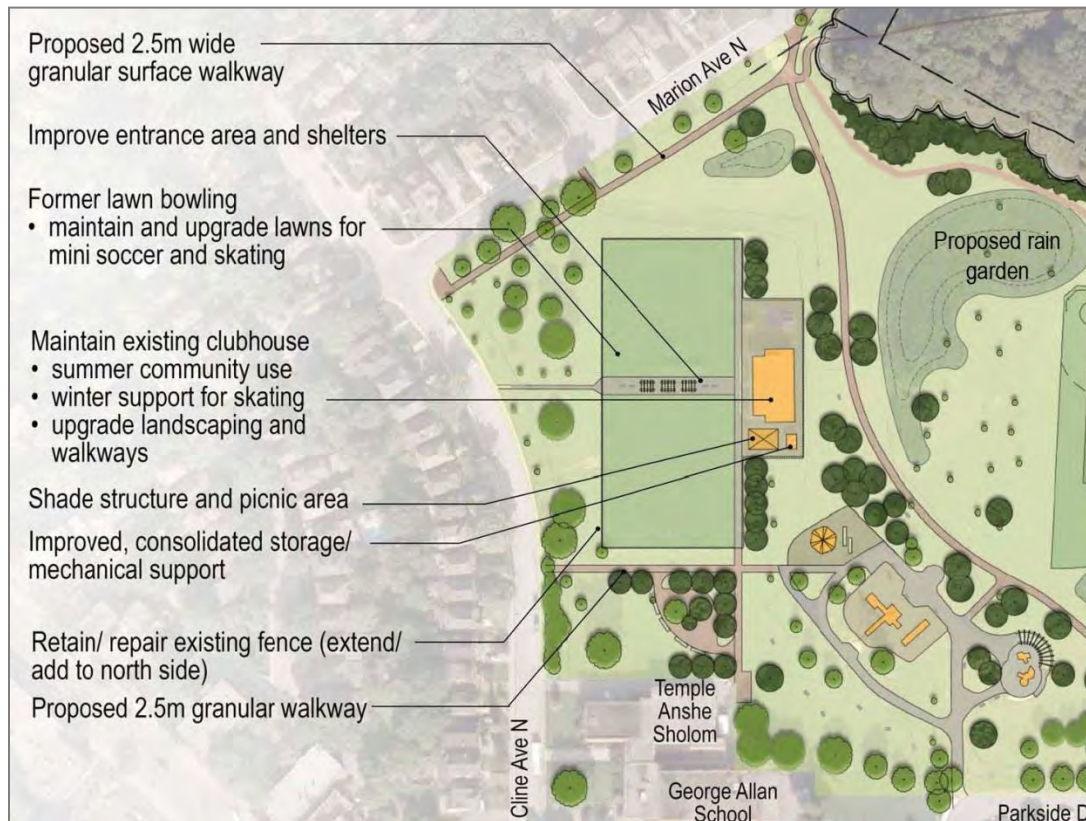 Proposed 2.5m wide
granular surface walkway
Marion Ave N
Improve entrance area and shelters
Former lawn bowling
• maintain and upgrade lawns for
mini soccer and skating
Proposed rain
garden
Maintain existing clubhouse
• summer community use
• winter support for skating
• upgrade landscaping and
walkways
Shade structure and picnic area
Improved, consolidated storage/
mechanical support
Retain/ repair existing fence (extend/
add to north side)
Proposed 2.5m granular walkway
Temple
Anshe
Sholom
Cline Ave N
George Allan
School
Parkside D